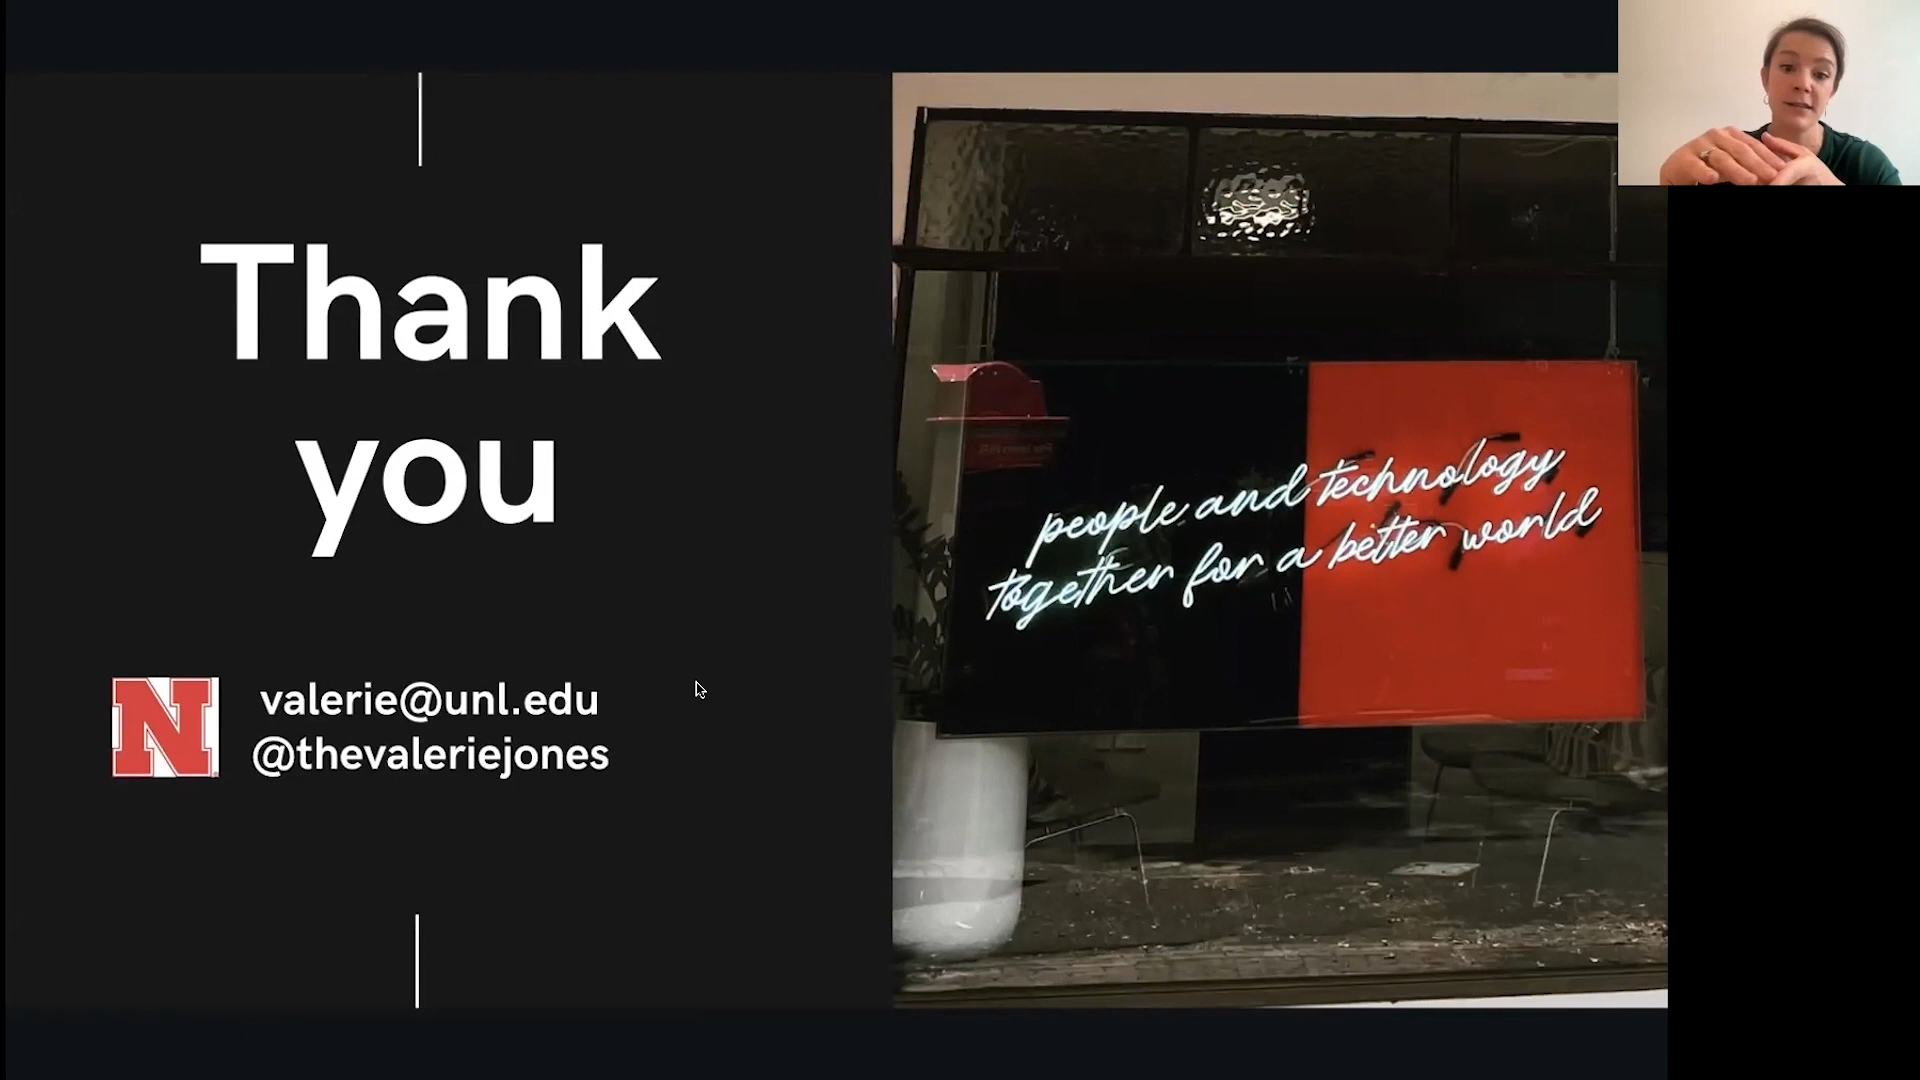 Thank
you
N
valerie@unl.edu
@thevaleriejones
people and technology
together for a better world